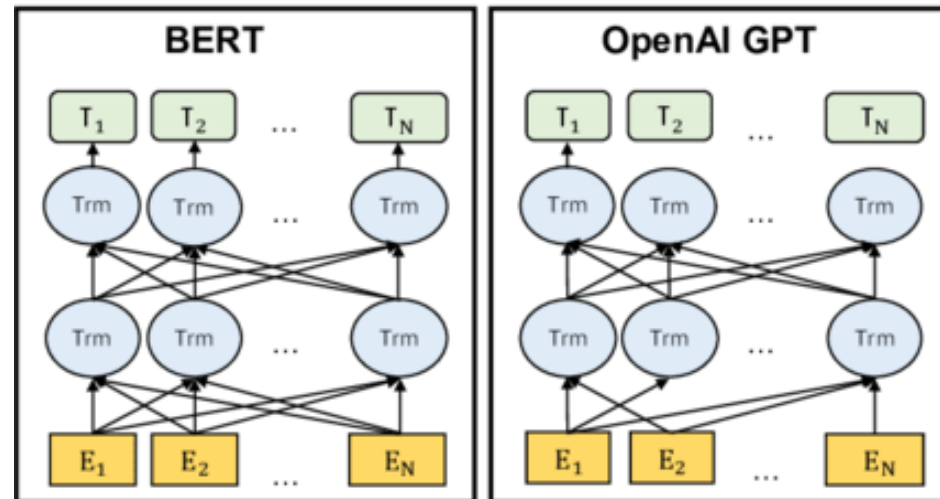 BERT
T1 T2 ... TN
Trm Trm ... Trm
Trm Trm ... Trm
E1 E2 ... EN
OpenAI GPT
T1 T2 ... TN
Trm Trm ... Trm
Trm Trm ... Trm
E1 E2 ... EN